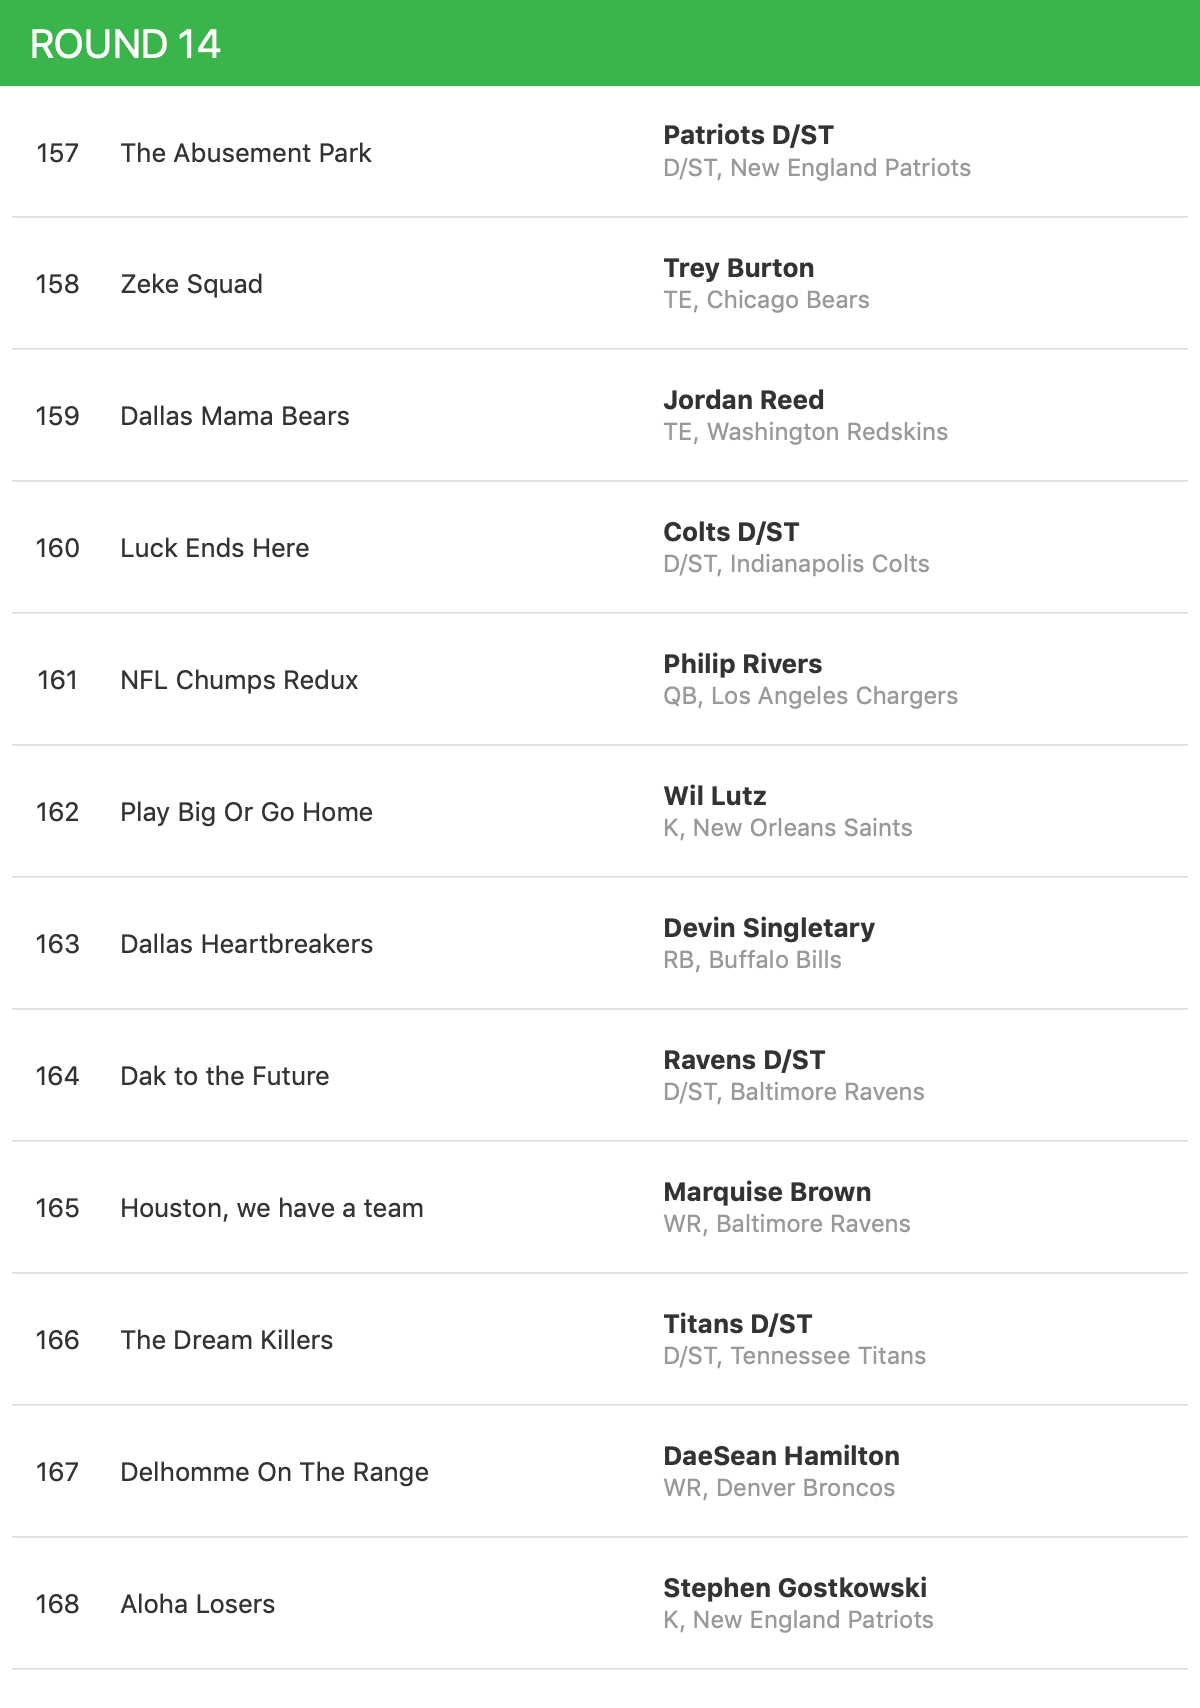 ROUND 14
157 The Abusement Park Patriots D/ST
D/ST, New England Patriots
158 Zeke Squad Trey Burton
TE, Chicago Bears
159 Dallas Mama Bears Jordan Reed
TE, Washington Redskins
160 Luck Ends Here Colts D/ST
D/ST, Indianapolis Colts
161 NFL Chumps Redux Philip Rivers
QB, Los Angeles Chargers
162 Play Big Or Go Home Wil Lutz
K, New Orleans Saints
163 Dallas Heartbreakers Devin Singletary
RB, Buffalo Bills
164 Dak to the Future Ravens D/ST
D/ST, Baltimore Ravens
165 Houston, we have a team Marquise Brown
WR, Baltimore Ravens
166 The Dream Killers Titans D/ST
D/ST, Tennessee Titans
167 Delhomme On The Range DaeSean Hamilton
WR, Denver Broncos
168 Aloha Losers Stephen Gostkowski
K, New England Patriots